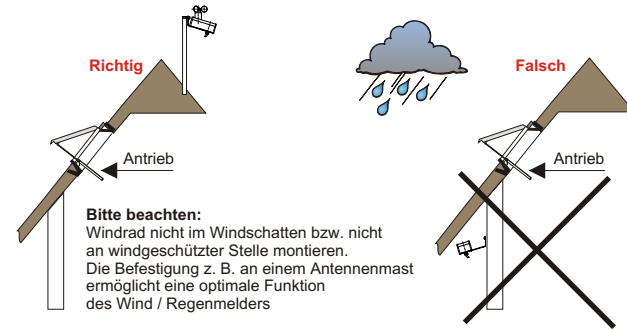 Richtig
Falsch
Antrieb
Antrieb
Bitte beachten:
Windrad nicht im Windschatten bzw. nicht
an windgeschützter Stelle montieren.
Die Befestigung z. B. an einem Antennenmast
ermöglicht eine optimale Funktion
des Wind / Regenmelders